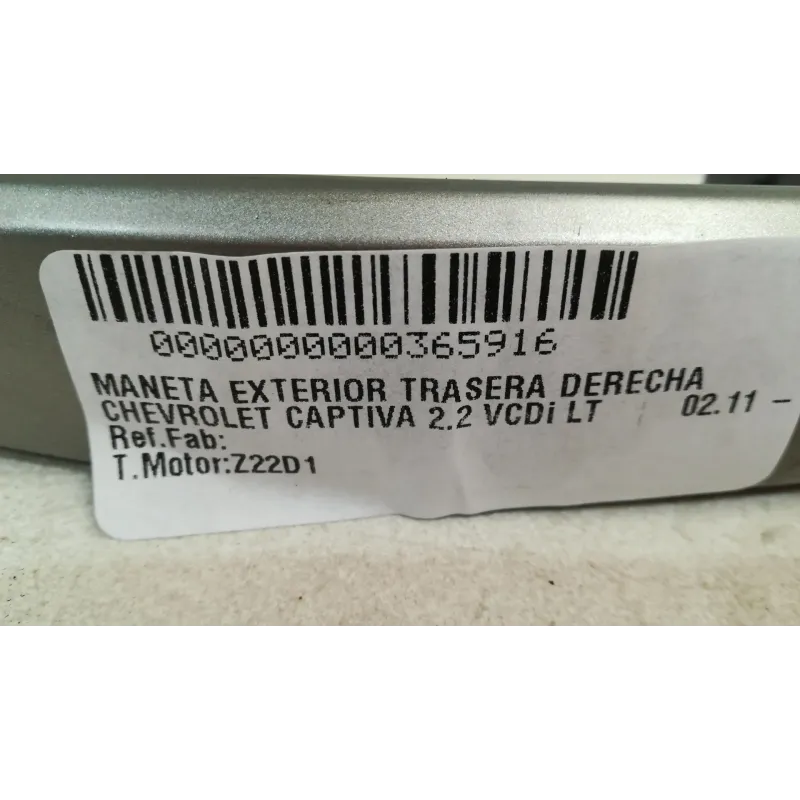 0000000000365916
MANETA EXTERIOR TRASERA DERECHA
CHEVROLET CAPTIVA 2.2 VCDi LT 02.11 -
Ref.Fab:
T.Motor:Z22D1